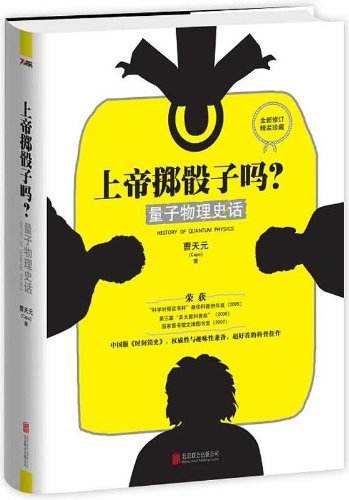 上帝掷骰子吗?
量子物理史话
HISTORY OF QUANTUM PHYSICS
曹天元
(Capo)
著
全新修订
精装珍藏
荣获
中国版《时间简史》，权威性与趣味性兼备，超好看的科普佳作
北京联合出版公司
上帝掷骰子吗?
量子物理史话
曹天元
(Capo)
著